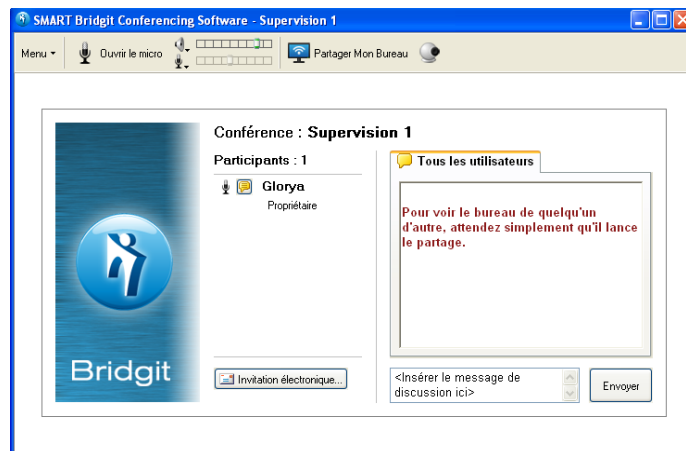 SMART Bridgit Conferencing Software - Supervision 1
Menu
Ouvrir le micro
Partager Mon Bureau
Conférence : Supervision 1
Participants : 1
Glorya
Propriétaire
Tous les utilisateurs
Pour voir le bureau de quelqu'un
d'autre, attendez simplement qu'il lance
le partage.
Bridgit
Invitation électronique...
<Insérer le message de
discussion ici>
Envoyer